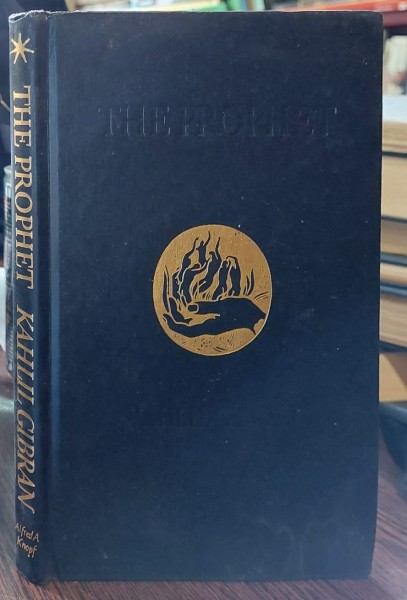 THE PROPHET
THE PROPHET KAHLIL GIBRAN
Alfred A
Knopf